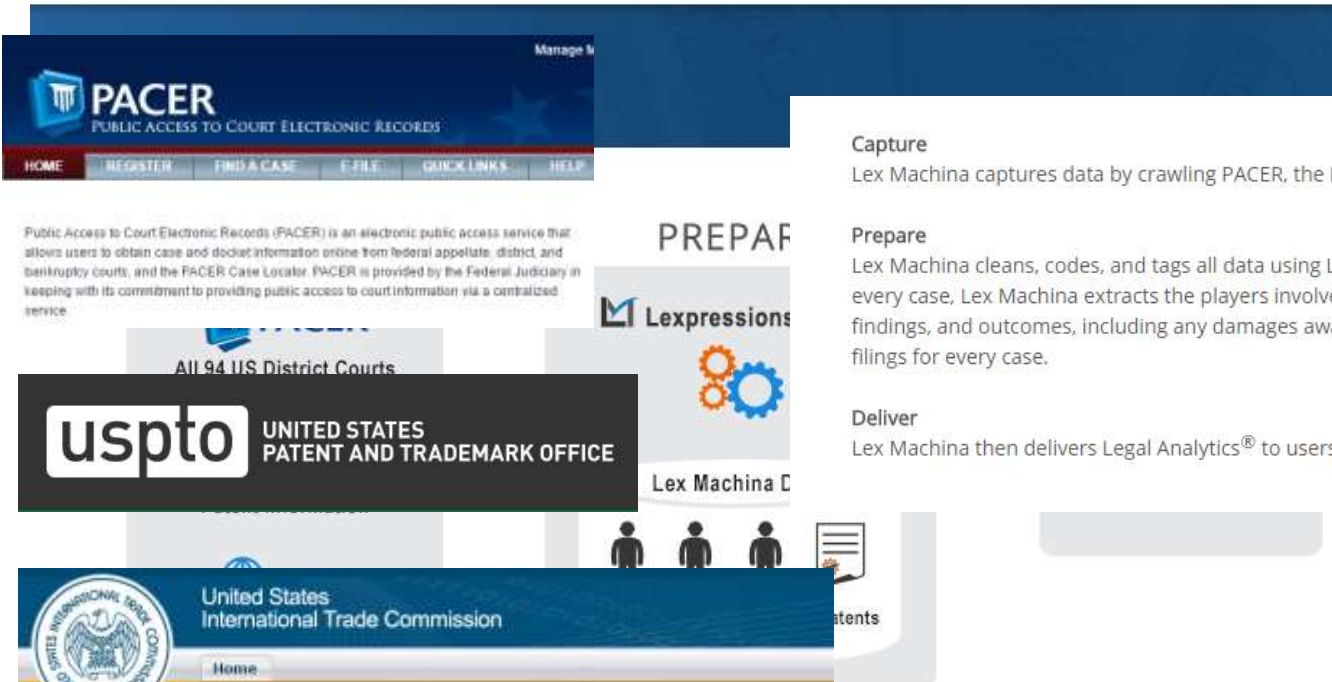 Manage M
PACER
PUBLIC ACCESS TO COURT ELECTRONIC RECORDS
HOME REGISTER FIND A CASE E-FILE QUICK LINKS HELP
Public Access to Court Electronic Records (PACER) is an electronic public access service that
allows users to obtain case and docket information online from federal appellate, district, and
bankruptcy courts, and the PACER Case Locator. PACER is provided by the Federal Judiciary in
keeping with its commitment to providing public access to court information via a centralized
service.
All 94 US District Courts
uspto UNITED STATES
PATENT AND TRADEMARK OFFICE
United States
International Trade Commission
Home
PREPAR
Lexpressions
Lex Machina D
atents
Capture
Lex Machina captures data by crawling PACER, the
Prepare
Lex Machina cleans, codes, and tags all data using L
every case, Lex Machina extracts the players involve
findings, and outcomes, including any damages awa
filings for every case.
Deliver
Lex Machina then delivers Legal Analytics® to users